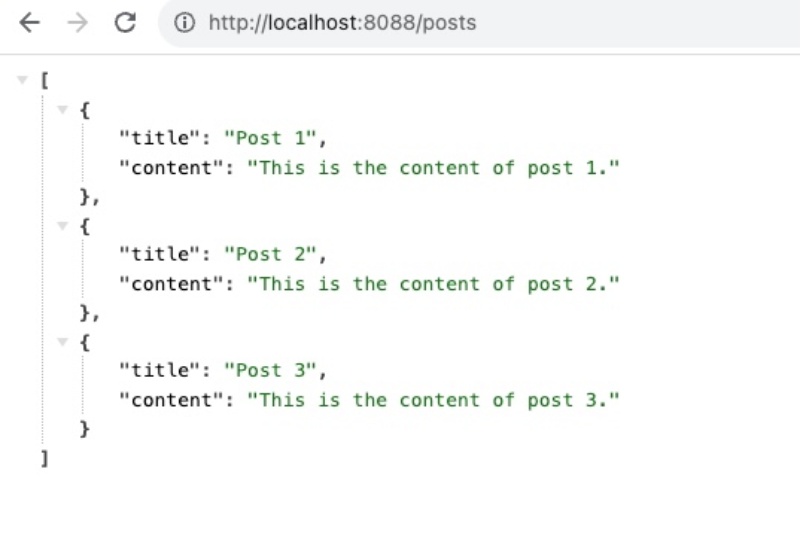 http://localhost:8088/posts
[
{
"title": "Post 1",
"content": "This is the content of post 1."
},
{
"title": "Post 2",
"content": "This is the content of post 2."
},
{
"title": "Post 3",
"content": "This is the content of post 3."
}
]